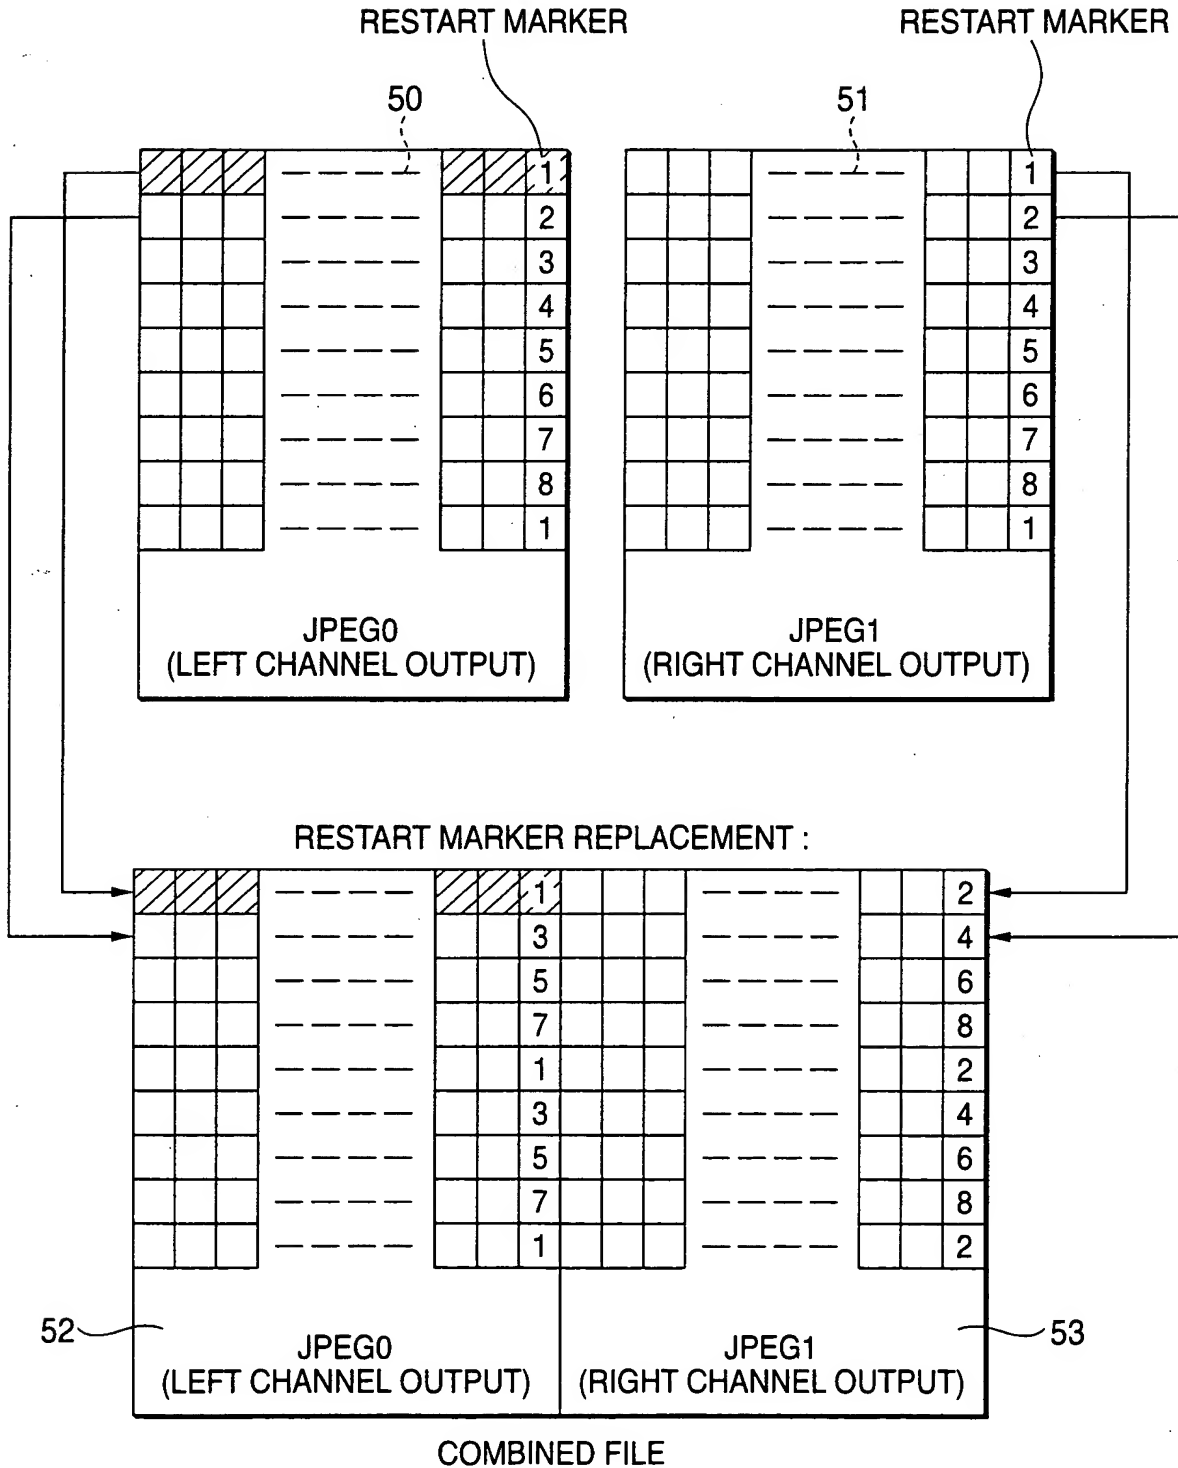 RESTART MARKER RESTART MARKER
50 51
1 1
2 2
3 3
4 4
5 5
6 6
7 7
8 8
1 1
JPEG0 JPEG1
(LEFT CHANNEL OUTPUT) (RIGHT CHANNEL OUTPUT)
RESTART MARKER REPLACEMENT :
1 2
3 4
5 6
7 8
1 2
3 4
5 6
7 8
1 2
52 53
JPEG0 JPEG1
(LEFT CHANNEL OUTPUT) (RIGHT CHANNEL OUTPUT)
COMBINED FILE